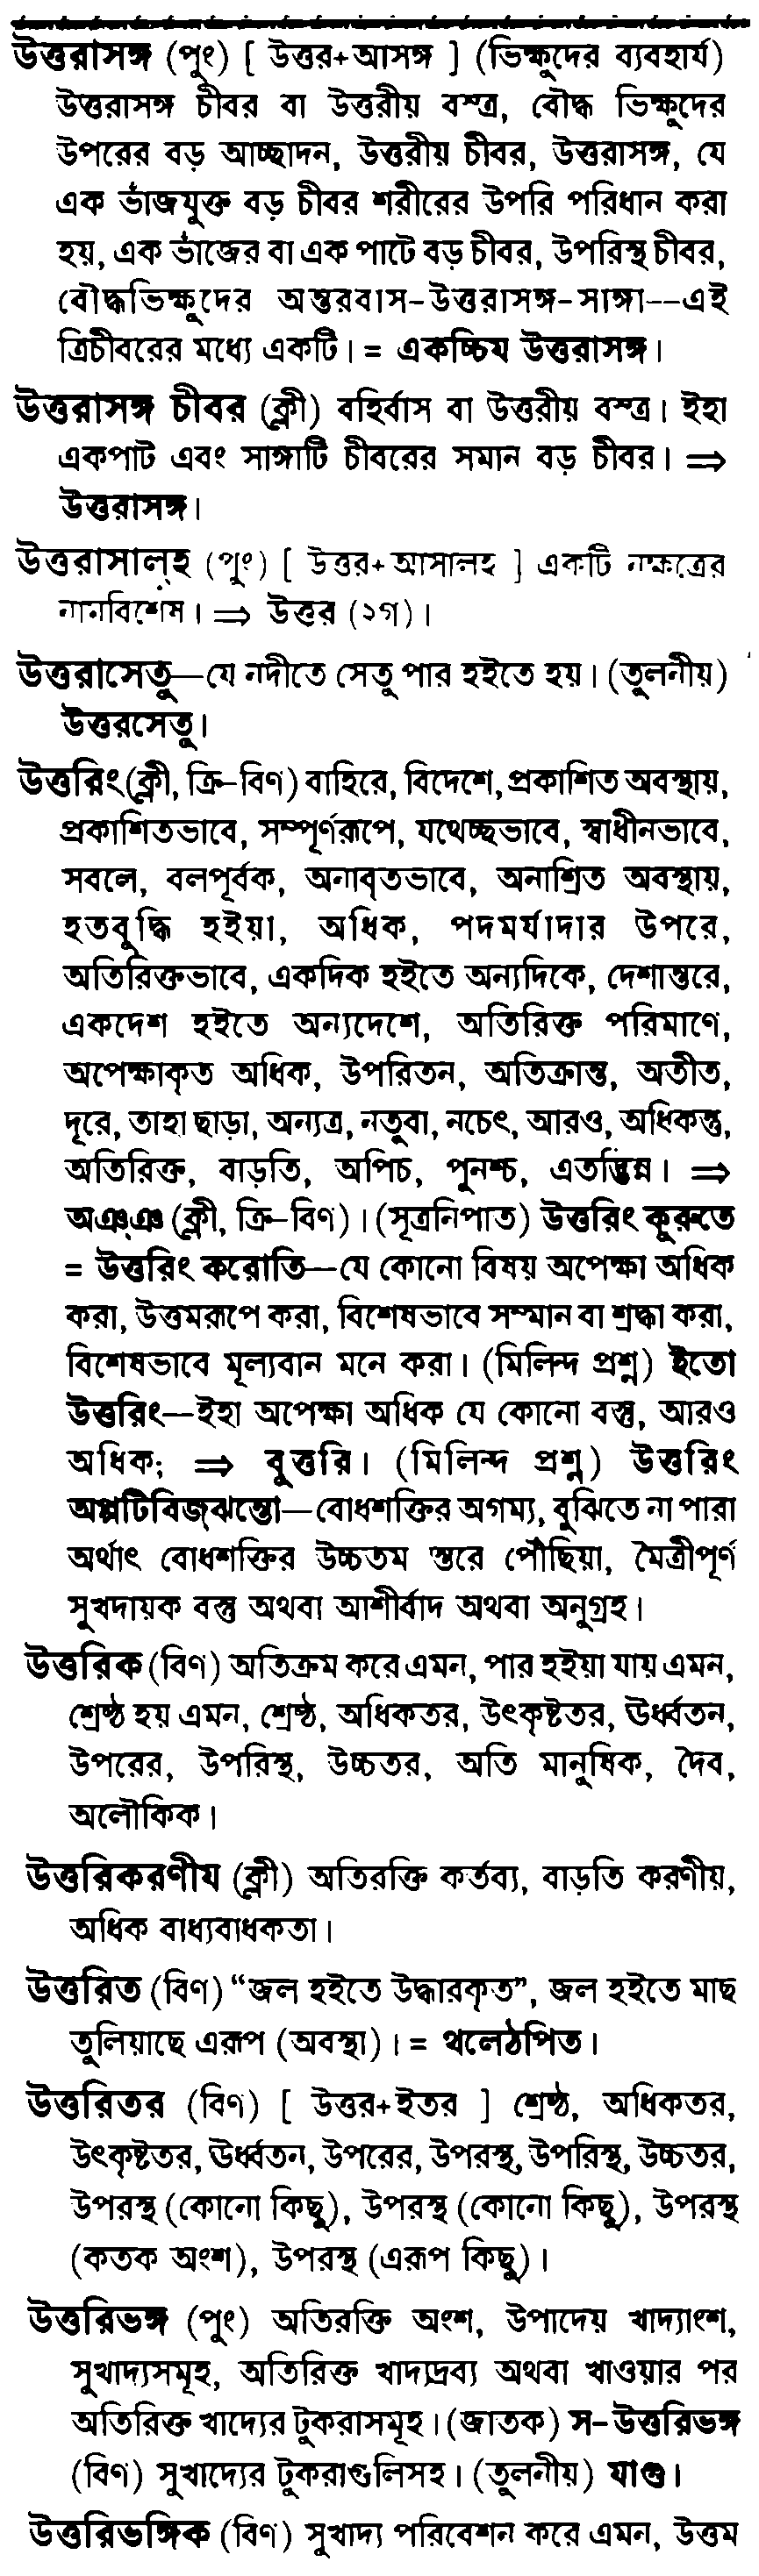 উত্তরাসঙ্গ (পুং) [ উত্তর+আসঙ্গ ] (ভিক্ষুদের ব্যবহার্য)
উত্তরাসঙ্গ চীবর বা উত্তরীয় বস্ত্র, বৌদ্ধ ভিক্ষুদের
উপরের বড় আচ্ছাদন, উত্তরীয় চীবর, উত্তরাসঙ্গ, যে
এক ভাঁজযুক্ত বড় চীবর শরীরের উপরি পরিধান করা
হয়, এক ভাঁজের বা এক পাটে বড় চীবর, উপরিস্থ চীবর,
বৌদ্ধভিক্ষুদের অন্তরবাস-উত্তরাসঙ্গ-সাঙ্গা--এই
ত্রিচীবরের মধ্যে একটি। = একচ্চিয উত্তরাসঙ্গ।
উত্তরাসঙ্গ চীবর (ক্লী) বহির্বাস বা উত্তরীয় বস্ত্র। ইহা
একপাট এবং সাঙ্গাটি চীবরের সমান বড় চীবর। ⇒
উত্তরাসঙ্গ।
উত্তরাসাল্হ (পুং) [ উত্তর+আসালহ ] একটি নক্ষত্রের
নামবিশেষ। ⇒ উত্তর (২গ)।
উত্তরাসেতু—যে নদীতে সেতু পার হইতে হয়। (তুলনীয়)
উত্তরসেতু।
উত্তরিং (ক্লী, ক্রি-বিণ) বাহিরে, বিদেশে, প্রকাশিত অবস্থায়,
প্রকাশিতভাবে, সম্পূর্ণরূপে, যথেচ্ছভাবে, স্বাধীনভাবে,
সবলে, বলপূর্বক, অনাবৃতভাবে, অনাশ্রিত অবস্থায়,
হতবুদ্ধি হইয়া, অধিক, পদমর্যাদার উপরে,
অতিরিক্তভাবে, একদিক হইতে অন্যদিকে, দেশান্তরে,
একদেশ হইতে অন্যদেশে, অতিরিক্ত পরিমাণে,
অপেক্ষাকৃত অধিক, উপরিতন, অতিক্রান্ত, অতীত,
দূরে, তাহা ছাড়া, অন্যত্র, নতুবা, নচেৎ, আরও, অধিকন্তু,
অতিরিক্ত, বাড়তি, অপিচ, পুনশ্চ, এতদ্ভিন্ন। ⇒
অঞ্ঞ (ক্লী, ক্রি-বিণ)। (সূত্রনিপাত) উত্তরিং কুরুতে
= উত্তরিং করোতি—যে কোনো বিষয় অপেক্ষা অধিক
করা, উত্তমরূপে করা, বিশেষভাবে সম্মান বা শ্রদ্ধা করা,
বিশেষভাবে মূল্যবান মনে করা। (মিলিন্দ প্রশ্ন) ইতো
উত্তরিং—ইহা অপেক্ষা অধিক যে কোনো বস্তু, আরও
অধিক; ⇒ বুত্তরি। (মিলিন্দ প্রশ্ন) উত্তরিং
অপ্পটিবিজ্ঝন্তো—বোধশক্তির অগম্য, বুঝিতে না পারা
অর্থাৎ বোধশক্তির উচ্চতম স্তরে পৌঁছিয়া, মৈত্রীপূর্ণ
সুখদায়ক বস্তু অথবা আশীর্বাদ অথবা অনুগ্রহ।
উত্তরিক (বিণ) অতিক্রম করে এমন, পার হইয়া যায় এমন,
শ্রেষ্ঠ হয় এমন, শ্রেষ্ঠ, অধিকতর, উৎকৃষ্টতর, ঊর্ধ্বতন,
উপরের, উপরিস্থ, উচ্চতর, অতি মানুষিক, দৈব,
অলৌকিক।
উত্তরিকরণীয (ক্লী) অতিরক্তি কর্তব্য, বাড়তি করণীয়,
অধিক বাধ্যবাধকতা।
উত্তরিত (বিণ) “জল হইতে উদ্ধারকৃত”, জল হইতে মাছ
তুলিয়াছে এরূপ (অবস্থা)। = থলেঠপিত।
উত্তরিতর (বিণ) [ উত্তর+ইতর ] শ্রেষ্ঠ, অধিকতর,
উৎকৃষ্টতর, ঊর্ধ্বতন, উপরের, উপরস্থ, উপরিস্থ, উচ্চতর,
উপরস্থ (কোনো কিছু), উপরস্থ (কোনো কিছু), উপরস্থ
(কতক অংশ), উপরস্থ (এরূপ কিছু)।
উত্তরিভঙ্গ (পুং) অতিরক্তি অংশ, উপাদেয় খাদ্যাংশ,
সুখাদ্যসমূহ, অতিরিক্ত খাদ্যদ্রব্য অথবা খাওয়ার পর
অতিরিক্ত খাদ্যের টুকরাসমূহ। (জাতক) স-উত্তরিভঙ্গ
(বিণ) সুখাদ্যের টুকরাগুলিসহ। (তুলনীয়) যাগু।
উত্তরিভঙ্গিক (বিণ) সুখাদ্য পরিবেশন করে এমন, উত্তম